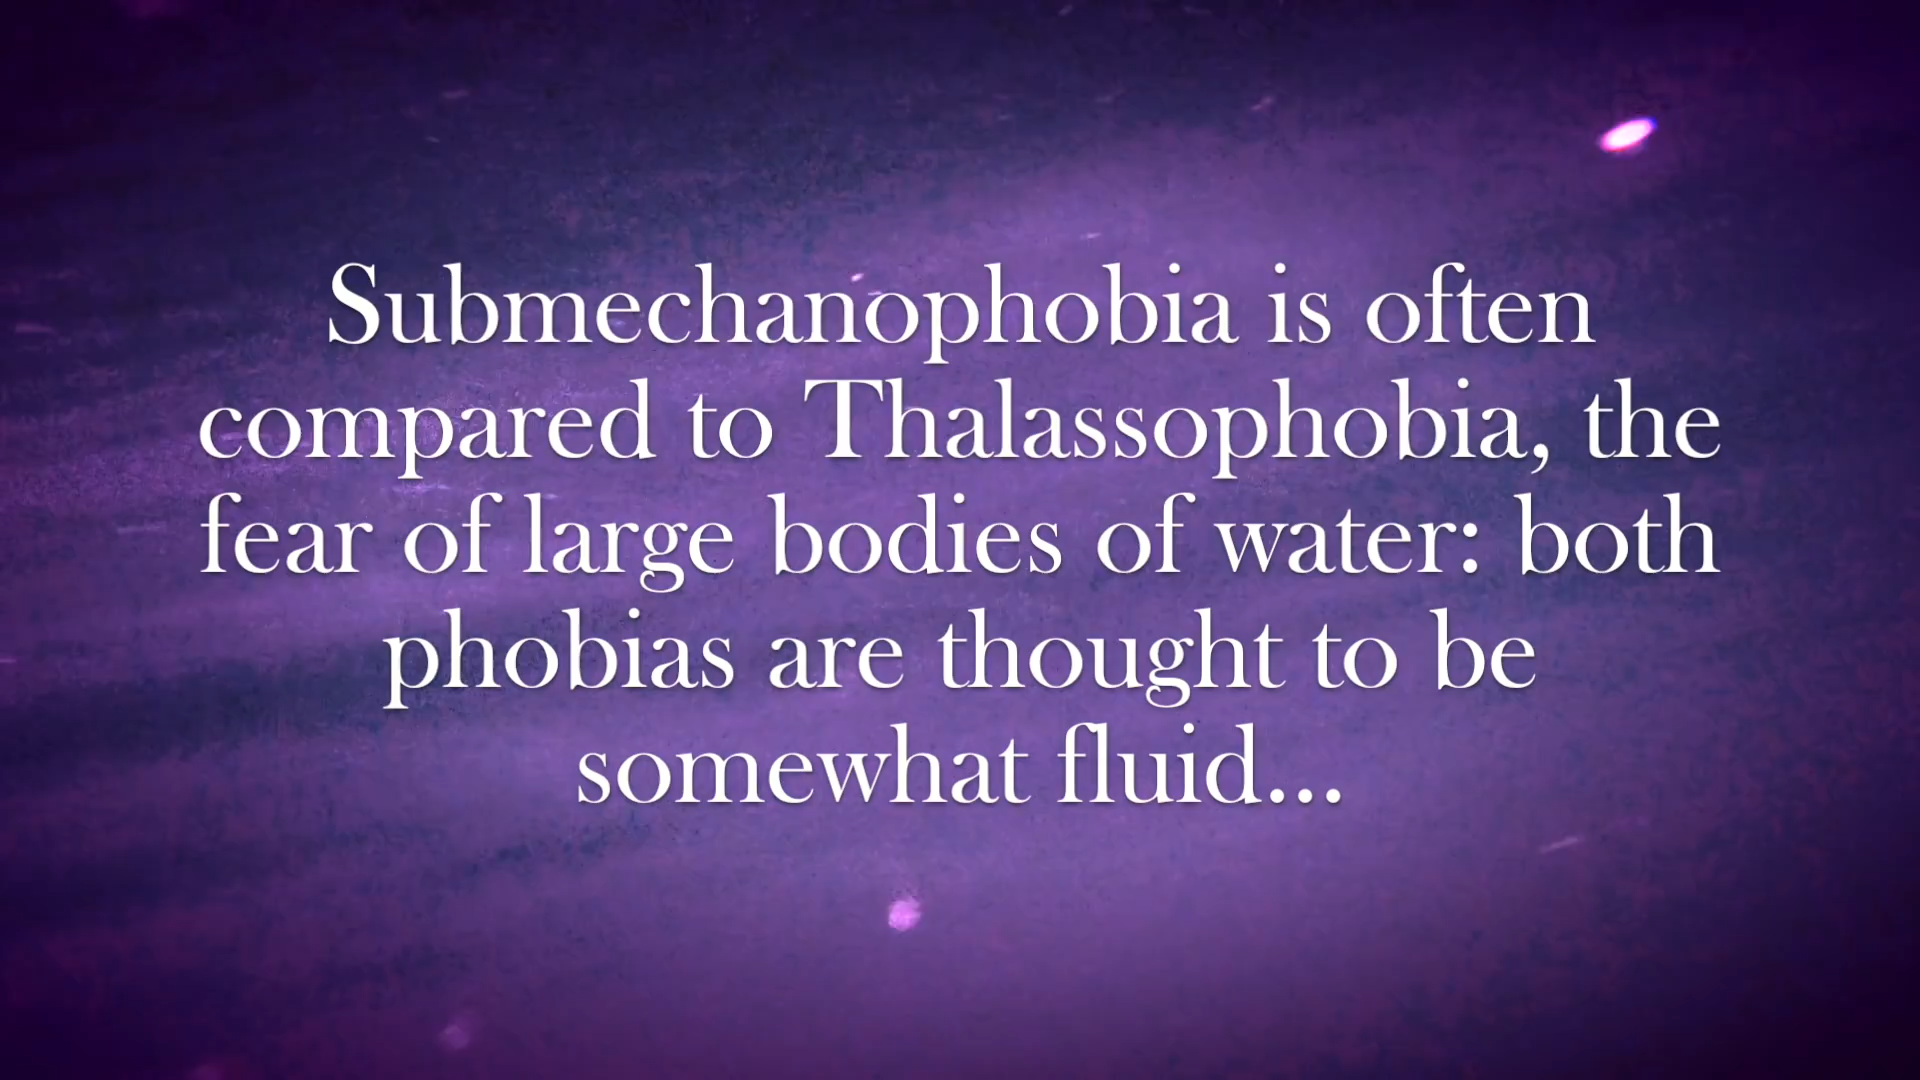 Submechanophobia is often
compared to Thalassophobia, the
fear of large bodies of water: both
phobias are thought to be
somewhat fluid...